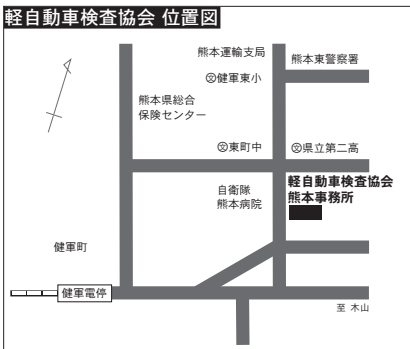 軽自動車検査協会 位置図
熊本運輸支局
熊本東警察署
㊛健軍東小
熊本県総合
保険センター
㊛東町中
㊛県立第二高
軽自動車検査協会
熊本事務所
自衛隊
熊本病院
健軍町
健軍電停
至 木山